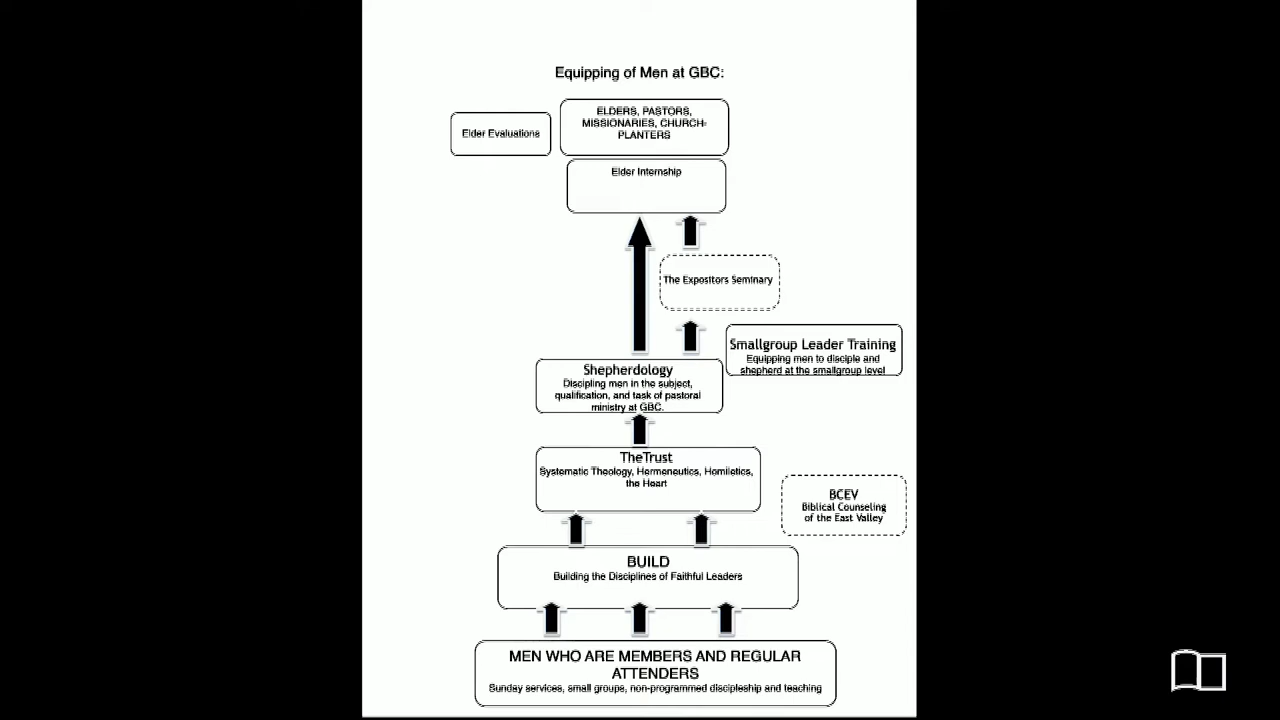 Equipping of Men at GBC:
Elder Evaluations
ELDERS, PASTORS,
MISSIONARIES, CHURCH-
PLANTERS
Elder Internship
The Expositors Seminary
Smallgroup Leader Training
Equipping men to disciple and
shepherd at the smallgroup level
Shepherdology
Discipling men in the subject,
qualification, and task of pastoral
ministry at GBC.
TheTrust
Systematic Theology, Hermeneutics, Homiletics,
the Heart
BCEV
Biblical Counseling
of the East Valley
BUILD
Building the Disciplines of Faithful Leaders
MEN WHO ARE MEMBERS AND REGULAR
ATTENDERS
Sunday services, small groups, non-programmed discipleship and teaching